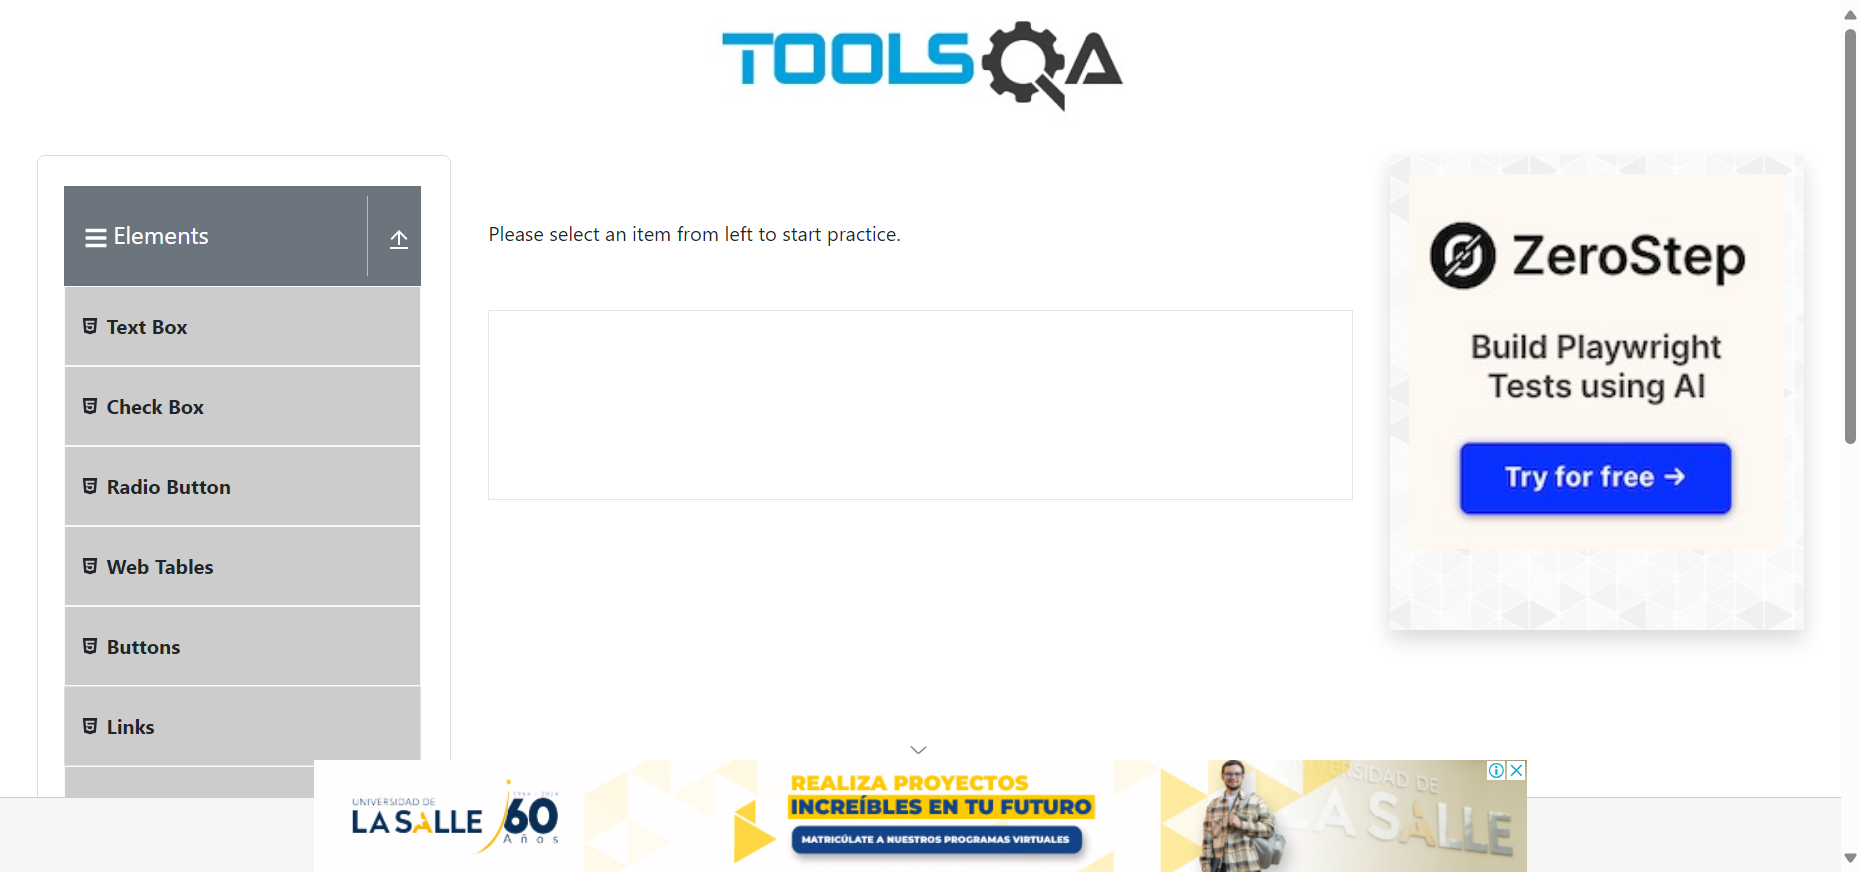 TOOLSQA
Elements
Please select an item from left to start practice.
Text Box
Check Box
Radio Button
Web Tables
Buttons
Links
ZeroStep
Build Playwright
Tests using AI
Try for free →
UNIVERSIDAD DE
LA SALLE
1964 - 2024
60
Años
REALIZA PROYECTOS
INCREÍBLES EN TU FUTURO
MATRICÚLATE A NUESTROS PROGRAMAS VIRTUALES
ERSIDAD DE
LA SALLE